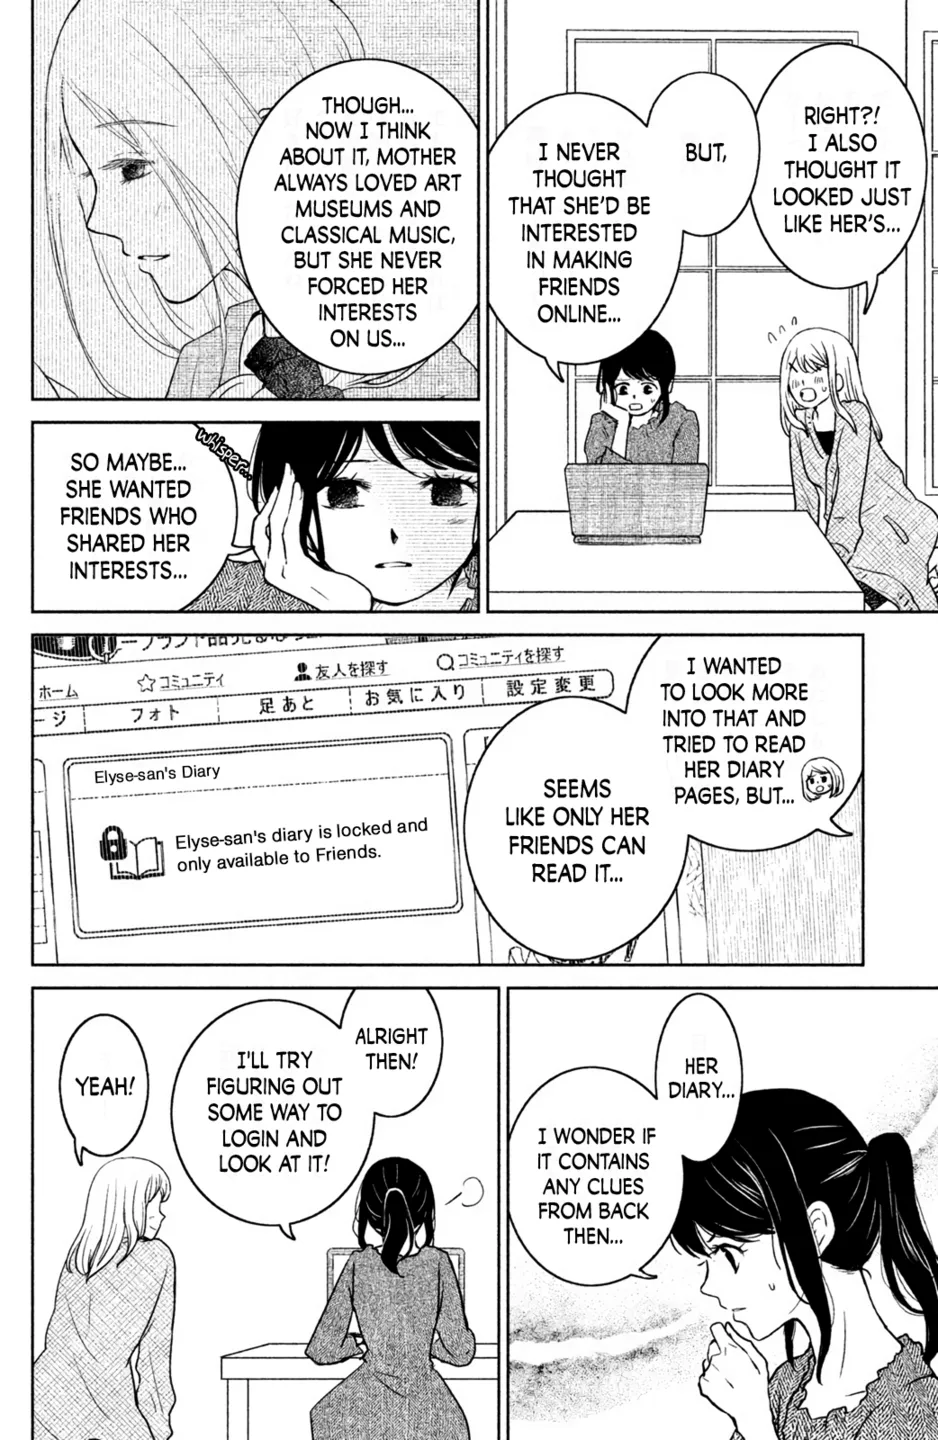 RIGHT?!
I ALSO
THOUGHT IT
LOOKED JUST
LIKE HER'S...
BUT,
I NEVER
THOUGHT
THAT SHE'D BE
INTERESTED
IN MAKING
FRIENDS
ONLINE...
THOUGH...
NOW I THINK
ABOUT IT, MOTHER
ALWAYS LOVED ART
MUSEUMS AND
CLASSICAL MUSIC,
BUT SHE NEVER
FORCED HER
INTERESTS
ON US...
whisper...
SO MAYBE...
SHE WANTED
FRIENDS WHO
SHARED HER
INTERESTS...
I WANTED
TO LOOK MORE
INTO THAT AND
TRIED TO READ
HER DIARY
PAGES, BUT...
SEEMS
LIKE ONLY HER
FRIENDS CAN
READ IT...
ホーム
コミュニティ
友人を探す
コミュニティを探す
ージ
フォト
足あと
お気に入り
設定変更
Elyse-san's Diary
Elyse-san's diary is locked and
only available to Friends.
HER
DIARY...
I WONDER IF
IT CONTAINS
ANY CLUES
FROM BACK
THEN...
ALRIGHT
THEN!
I'LL TRY
FIGURING OUT
SOME WAY TO
LOGIN AND
LOOK AT IT!
YEAH!